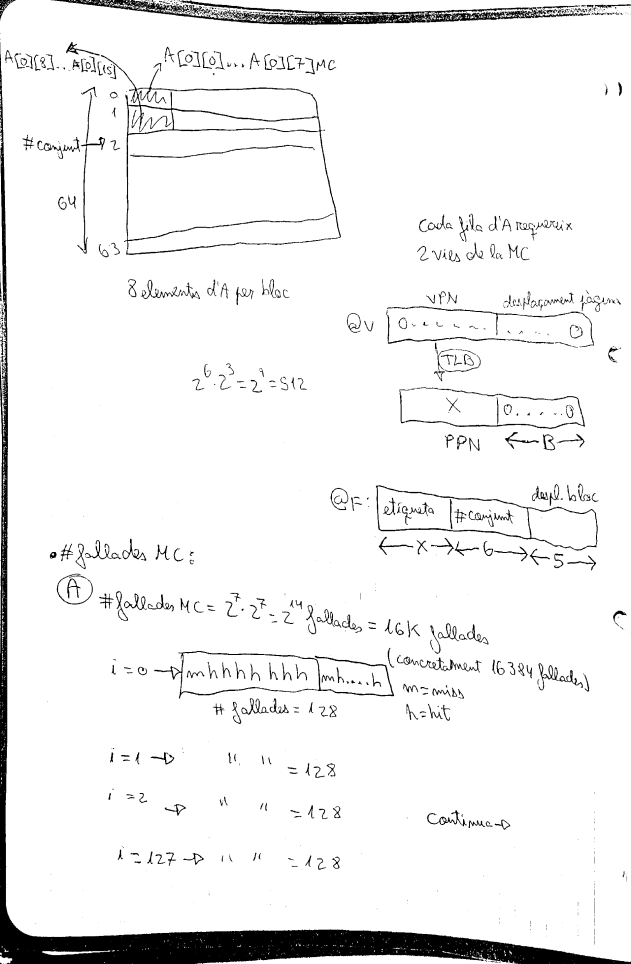 A[0][8]...A[0][15] A[0][0]...A[0][7] MC
0
1
#conjunt → 2
64
63
Cada fila d'A requereix
2 vies de la MC
8 elements d'A per bloc
VPN desplaçament pàgina
@V 0...... .....0
TLB
2^6·2^3=2^9=512
X 0.....0
PPN ←B→
@F: etiqueta #conjunt despl. bloc
←X→←6→←5→
•#fallades MC:
A #fallades MC = 2^7·2^7=2^14 fallades = 16K fallades
(concretament 16384 fallades)
i=0 → mhhhh hhh mh....h m=miss
# fallades = 128 h=hit
i=1 → " " = 128
i=2 → " " = 128 Continua→
i=127 → " " = 128